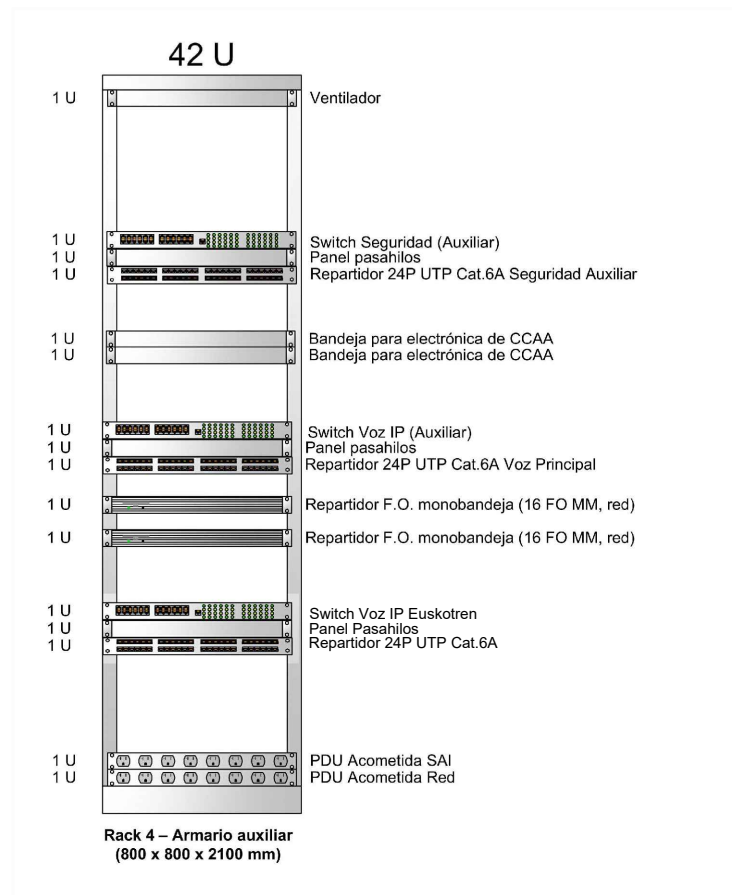 42 U
1 U Ventilador
1 U Switch Seguridad (Auxiliar)
1 U Panel pasahilos
1 U Repartidor 24P UTP Cat.6A Seguridad Auxiliar
1 U Bandeja para electrónica de CCAA
1 U Bandeja para electrónica de CCAA
1 U Switch Voz IP (Auxiliar)
1 U Panel pasahilos
1 U Repartidor 24P UTP Cat.6A Voz Principal
1 U Repartidor F.O. monobandeja (16 FO MM, red)
1 U Repartidor F.O. monobandeja (16 FO MM, red)
1 U Switch Voz IP Euskotren
1 U Panel Pasahilos
1 U Repartidor 24P UTP Cat.6A
1 U PDU Acometida SAI
1 U PDU Acometida Red
Rack 4 – Armario auxiliar
(800 x 800 x 2100 mm)